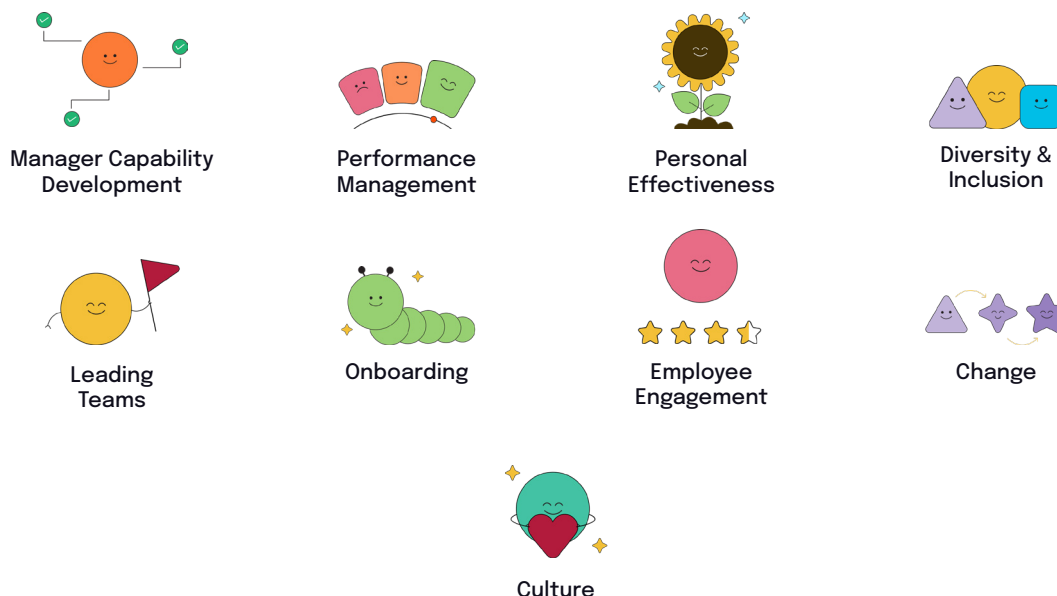 Manager Capability
Development
Performance
Management
Personal
Effectiveness
Diversity &
Inclusion
Leading
Teams
Onboarding
Employee
Engagement
Change
Culture